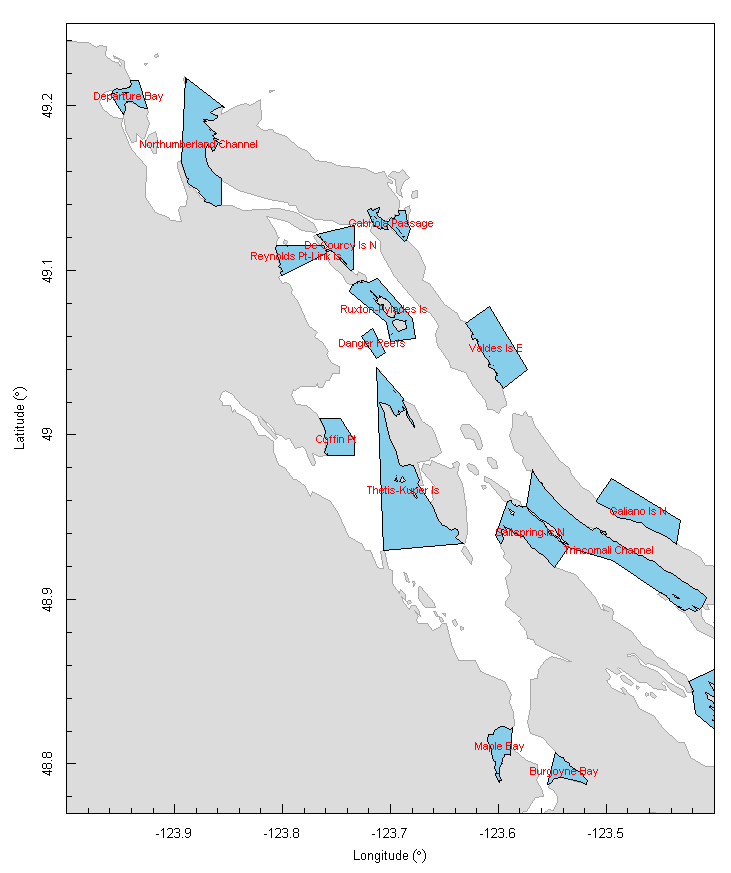 Departure Bay
Northumberland Channel
Gabriola Passage
De Courcy Is N
Reynolds Pt-Link Is
Ruxton-Pylades Is
Danger Reefs
Valdes Is E
Coffin Pt
Thetis-Kuper Is
Galiano Is N
Saltspring Is N
Trincomali Channel
Maple Bay
Burgoyne Bay
49.2
49.1
49
48.9
48.8
Latitude (°)
-123.9
-123.8
-123.7
-123.6
-123.5
Longitude (°)